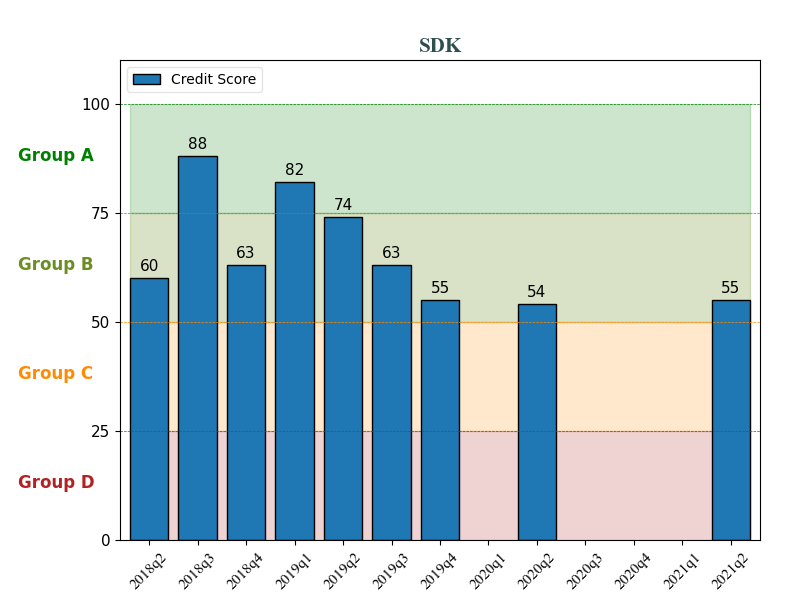 SDK
Credit Score
100
75
50
25
0
Group A
Group B
Group C
Group D
60
88
63
82
74
63
55
54
55
2018q2
2018q3
2018q4
2019q1
2019q2
2019q3
2019q4
2020q1
2020q2
2020q3
2020q4
2021q1
2021q2